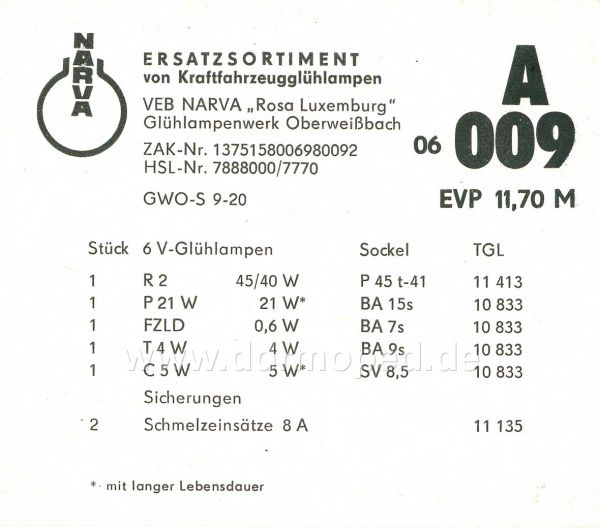 NARVA
ERSATZSORTIMENT
von Kraftfahrzeugglühlampen
VEB NARVA „Rosa Luxemburg"
Glühlampenwerk Oberweißbach
ZAK-Nr. 1375158006980092
HSL-Nr. 7888000/7770
GWO-S 9-20
A
06 009
EVP 11,70 M
Stück 6 V-Glühlampen Sockel TGL
1 R 2 45/40 W P 45 t-41 11 413
1 P 21 W 21 W* BA 15s 10 833
1 FZLD 0,6 W BA 7s 10 833
1 T 4 W 4 W BA 9s 10 833
1 C 5 W 5 W* SV 8,5 10 833
www.ddrmoped.de
Sicherungen
2 Schmelzeinsätze 8 A 11 135
*· mit langer Lebensdauer